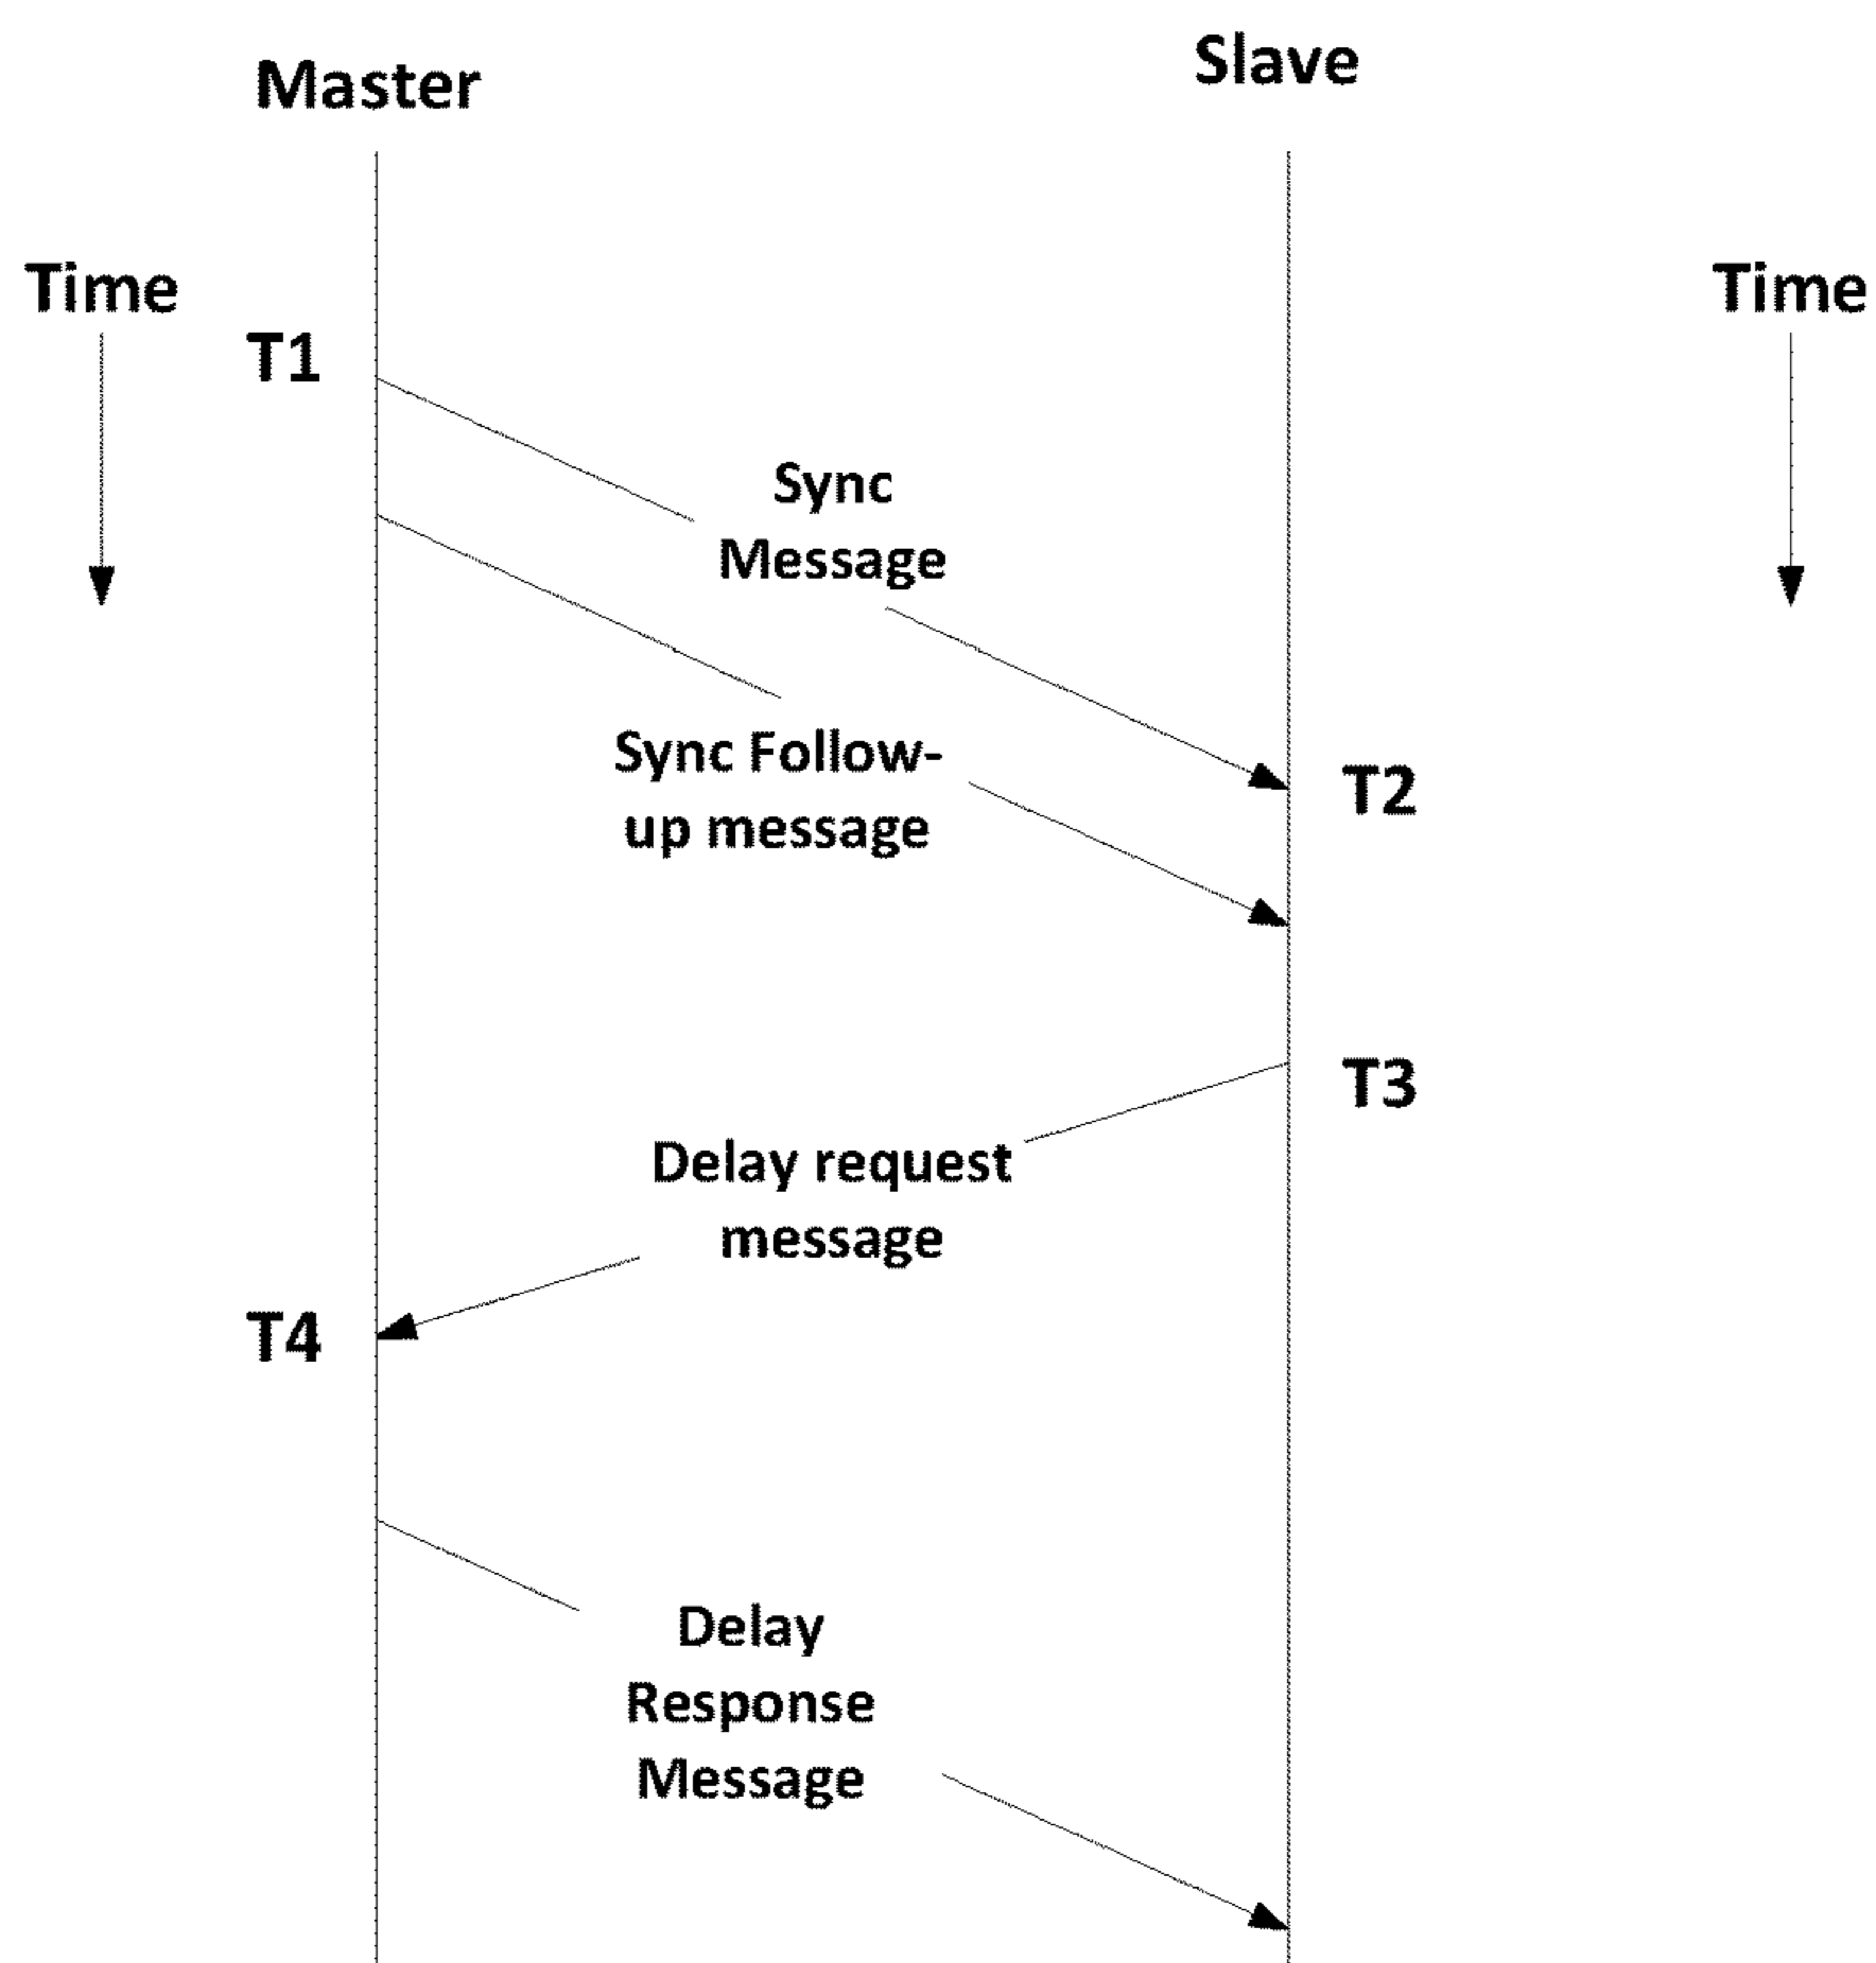 Master
Slave
Time
Time
T1
Sync
Message
Sync Follow-
up message
T2
T3
Delay request
message
T4
Delay
Response
Message